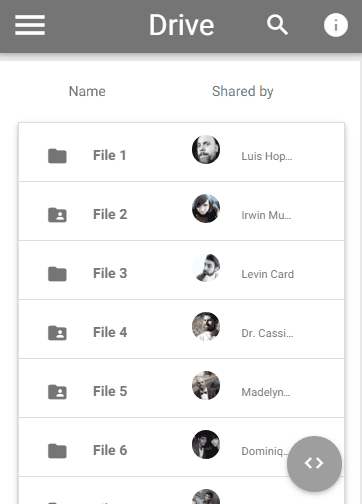 Drive
Name Shared by
File 1 Luis Hop...
File 2 Irwin Mu...
File 3 Levin Card
File 4 Dr. Cassi...
File 5 Madelyn...
File 6 Dominiq...